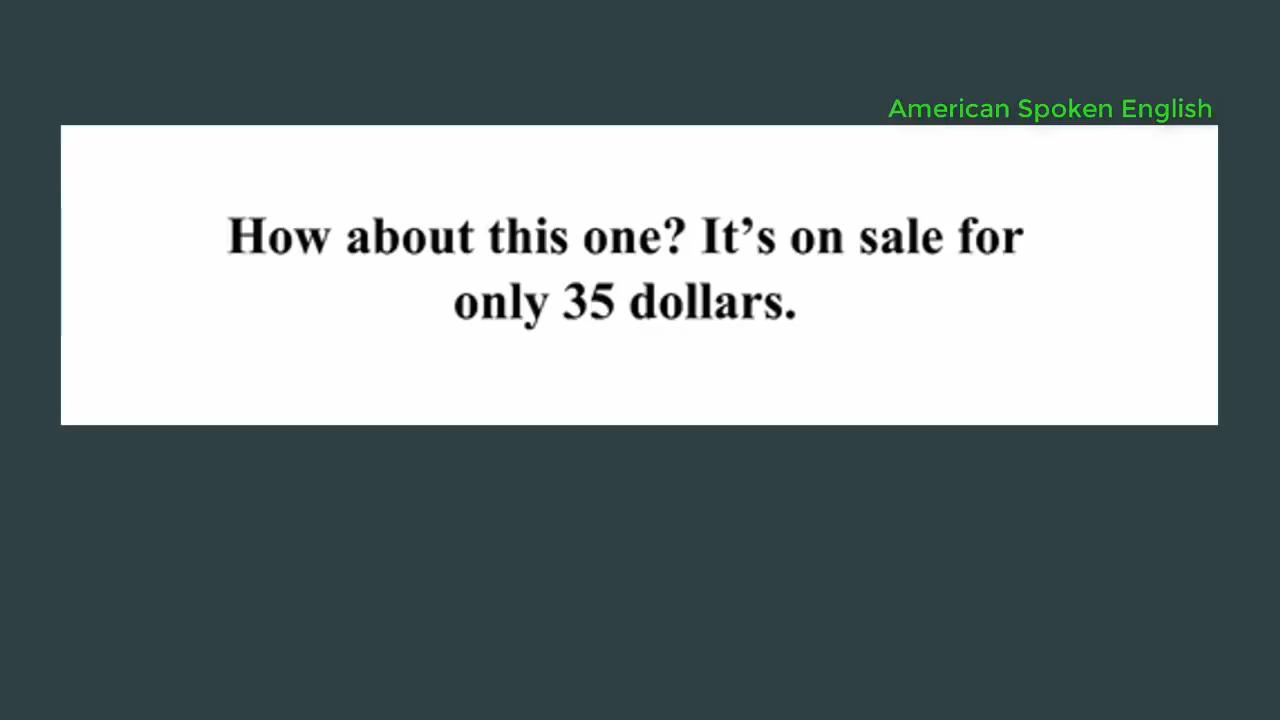 American Spoken English
How about this one? It’s on sale for
only 35 dollars.